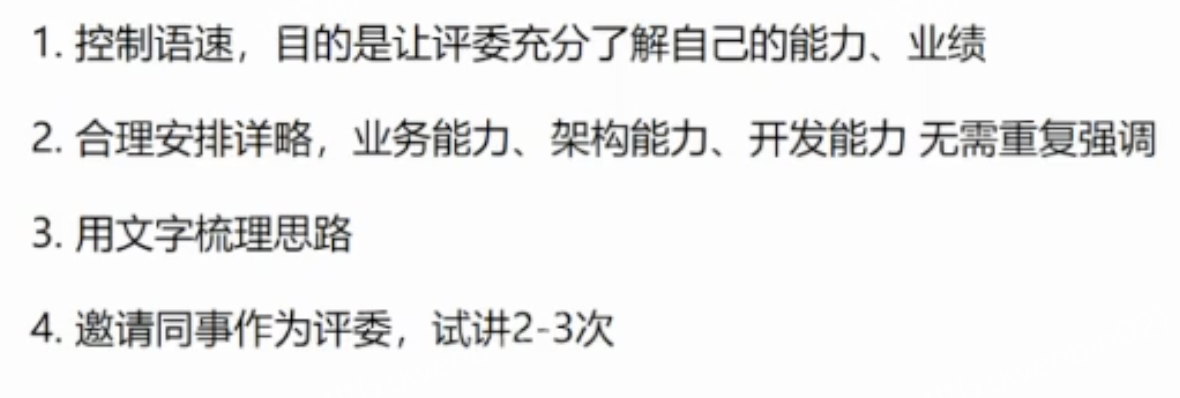 1. 控制语速，目的是让评委充分了解自己的能力、业绩
2. 合理安排详略，业务能力、架构能力、开发能力 无需重复强调
3. 用文字梳理思路
4. 邀请同事作为评委，试讲2-3次